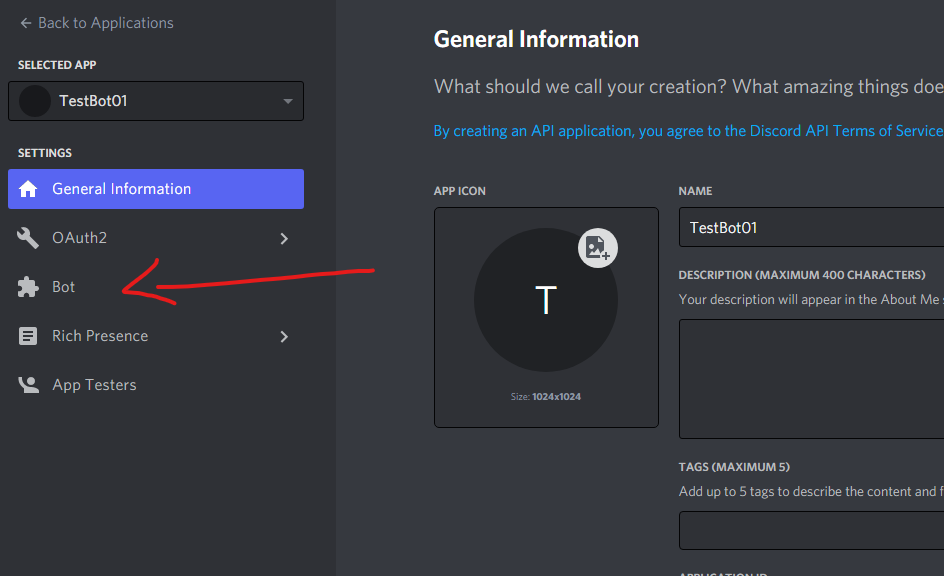 Back to Applications
SELECTED APP
TestBot01
SETTINGS
General Information
OAuth2
Bot
Rich Presence
App Testers
General Information
What should we call your creation? What amazing things doe
By creating an API application, you agree to the Discord API Terms of Service
APP ICON
T
Size: 1024x1024
NAME
TestBot01
DESCRIPTION (MAXIMUM 400 CHARACTERS)
Your description will appear in the About Me s
TAGS (MAXIMUM 5)
Add up to 5 tags to describe the content and f
APPLICATION ID